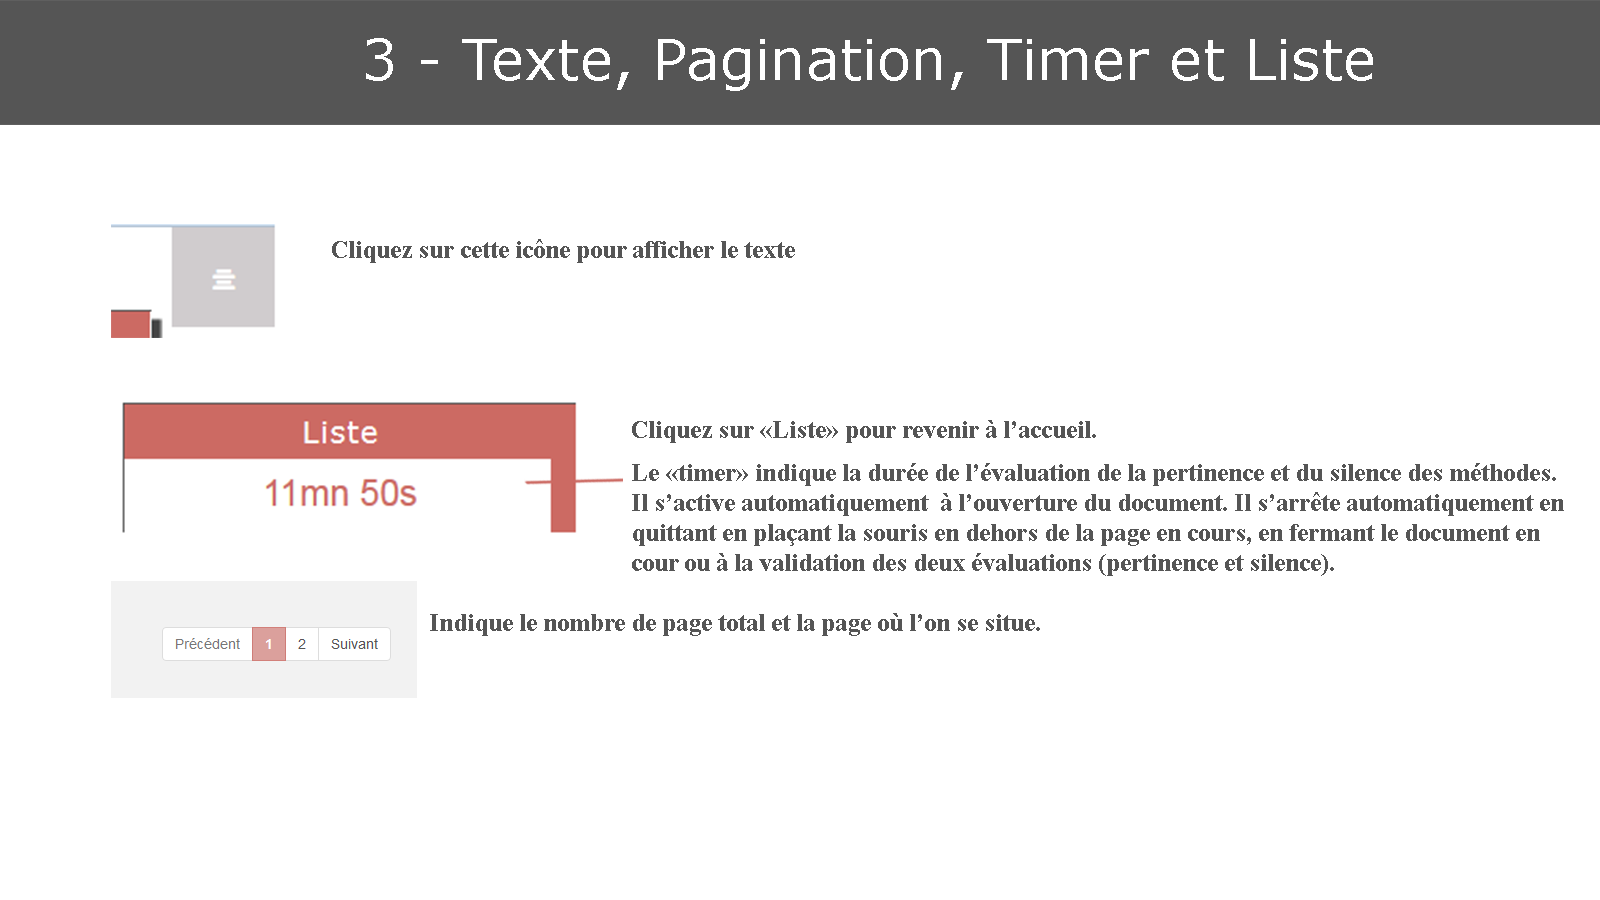 3 - Texte, Pagination, Timer et Liste
Cliquez sur cette icône pour afficher le texte
Liste
11mn 50s
Cliquez sur «Liste» pour revenir à l’accueil.
Le «timer» indique la durée de l’évaluation de la pertinence et du silence des méthodes.
Il s’active automatiquement  à l’ouverture du document. Il s’arrête automatiquement en
quittant en plaçant la souris en dehors de la page en cours, en fermant le document en
cour ou à la validation des deux évaluations (pertinence et silence).
Précédent 1 2 Suivant
Indique le nombre de page total et la page où l’on se situe.